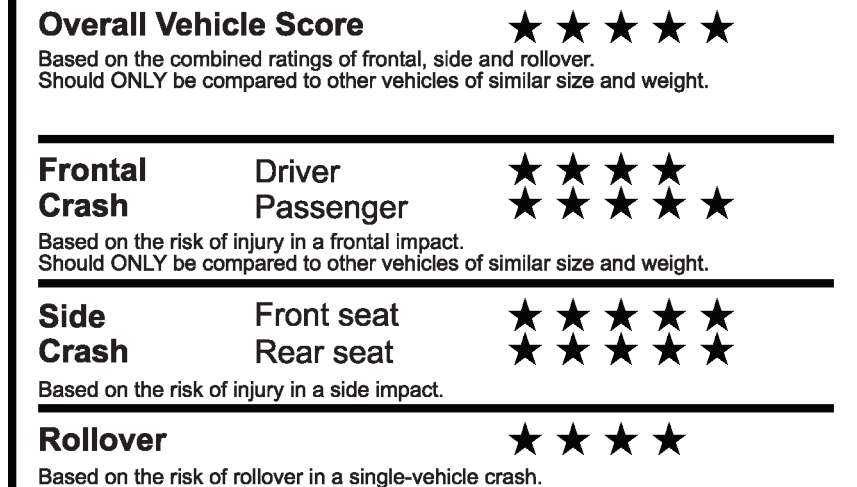 Overall Vehicle Score ★ ★ ★ ★ ★
Based on the combined ratings of frontal, side and rollover.
Should ONLY be compared to other vehicles of similar size and weight.
Frontal Driver ★ ★ ★ ★
Crash Passenger ★ ★ ★ ★ ★
Based on the risk of injury in a frontal impact.
Should ONLY be compared to other vehicles of similar size and weight.
Side Front seat ★ ★ ★ ★ ★
Crash Rear seat ★ ★ ★ ★ ★
Based on the risk of injury in a side impact.
Rollover ★ ★ ★ ★
Based on the risk of rollover in a single-vehicle crash.